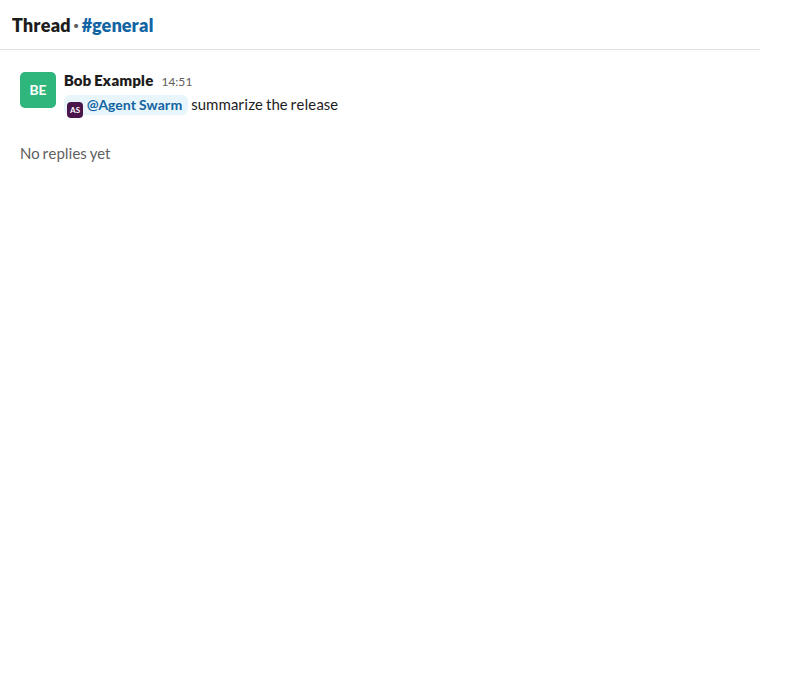 Thread • #general
BE
Bob Example 14:51
AS @Agent Swarm summarize the release
No replies yet